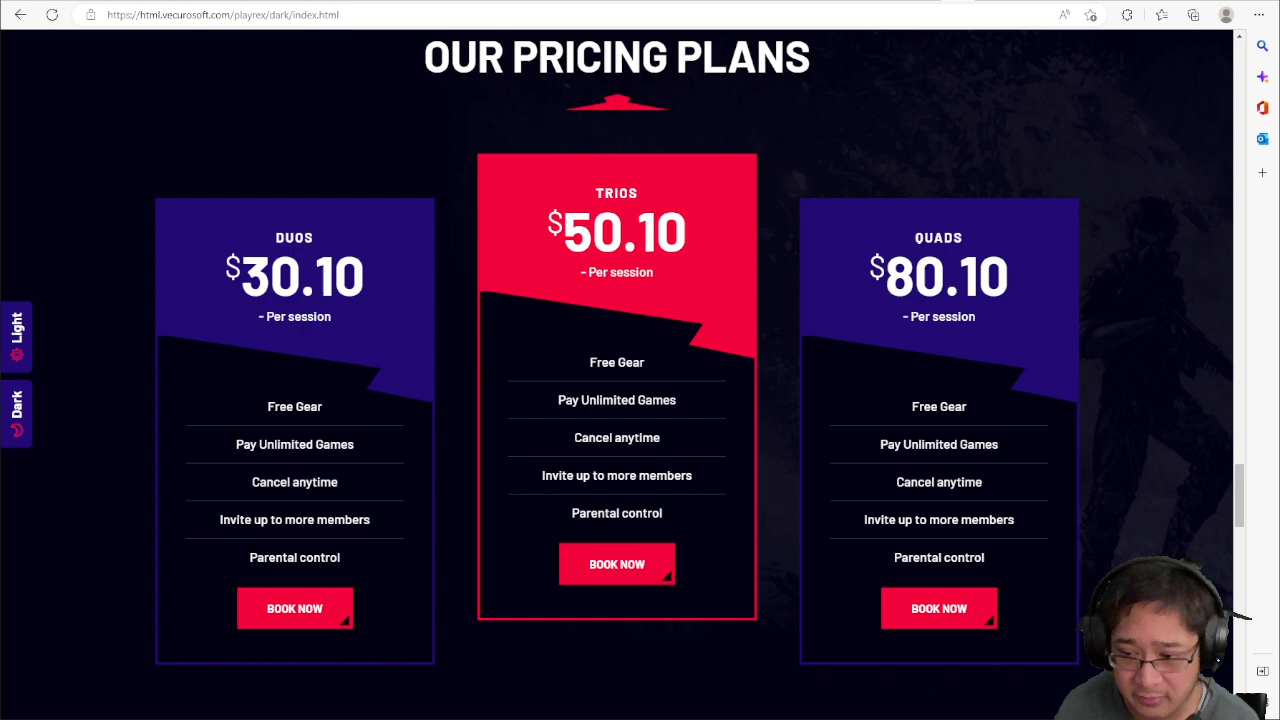 https://html.vecurosoft.com/playrex/dark/index.html
OUR PRICING PLANS
DUOS
$30.10
- Per session
Free Gear
Pay Unlimited Games
Cancel anytime
Invite up to more members
Parental control
BOOK NOW
TRIOS
$50.10
- Per session
Free Gear
Pay Unlimited Games
Cancel anytime
Invite up to more members
Parental control
BOOK NOW
QUADS
$80.10
- Per session
Free Gear
Pay Unlimited Games
Cancel anytime
Invite up to more members
Parental control
BOOK NOW
Light
Dark